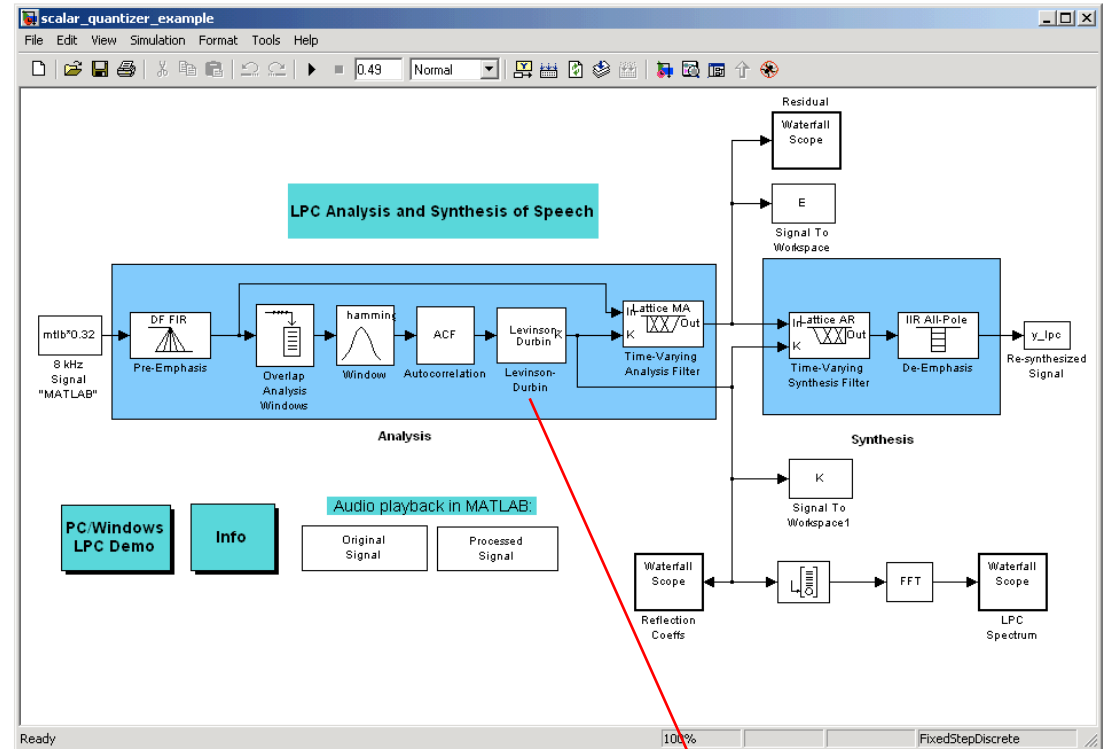 scalar_quantizer_example
File Edit View Simulation Format Tools Help
0.49 Normal
Residual
Waterfall
Scope
E
Signal To
Workspace
LPC Analysis and Synthesis of Speech
mtlb*0.32
8 kHz
Signal
"MATLAB"
DF FIR
Pre-Emphasis
Overlap
Analysis
Windows
hamming
Window
ACF
Autocorrelation
Levinson
Durbin
K
Levinson-
Durbin
Lattice MA
In
Out
K
Time-Varying
Analysis Filter
Analysis
Lattice AR
In
Out
K
Time-Varying
Synthesis Filter
IIR All-Pole
De-Emphasis
Synthesis
y_lpc
Re-synthesized
Signal
K
Signal To
Workspace1
PC/Windows
LPC Demo
Info
Audio playback in MATLAB:
Original
Signal
Processed
Signal
Waterfall
Scope
Reflection
Coeffs
FFT
Waterfall
Scope
LPC
Spectrum
Ready 100% FixedStepDiscrete